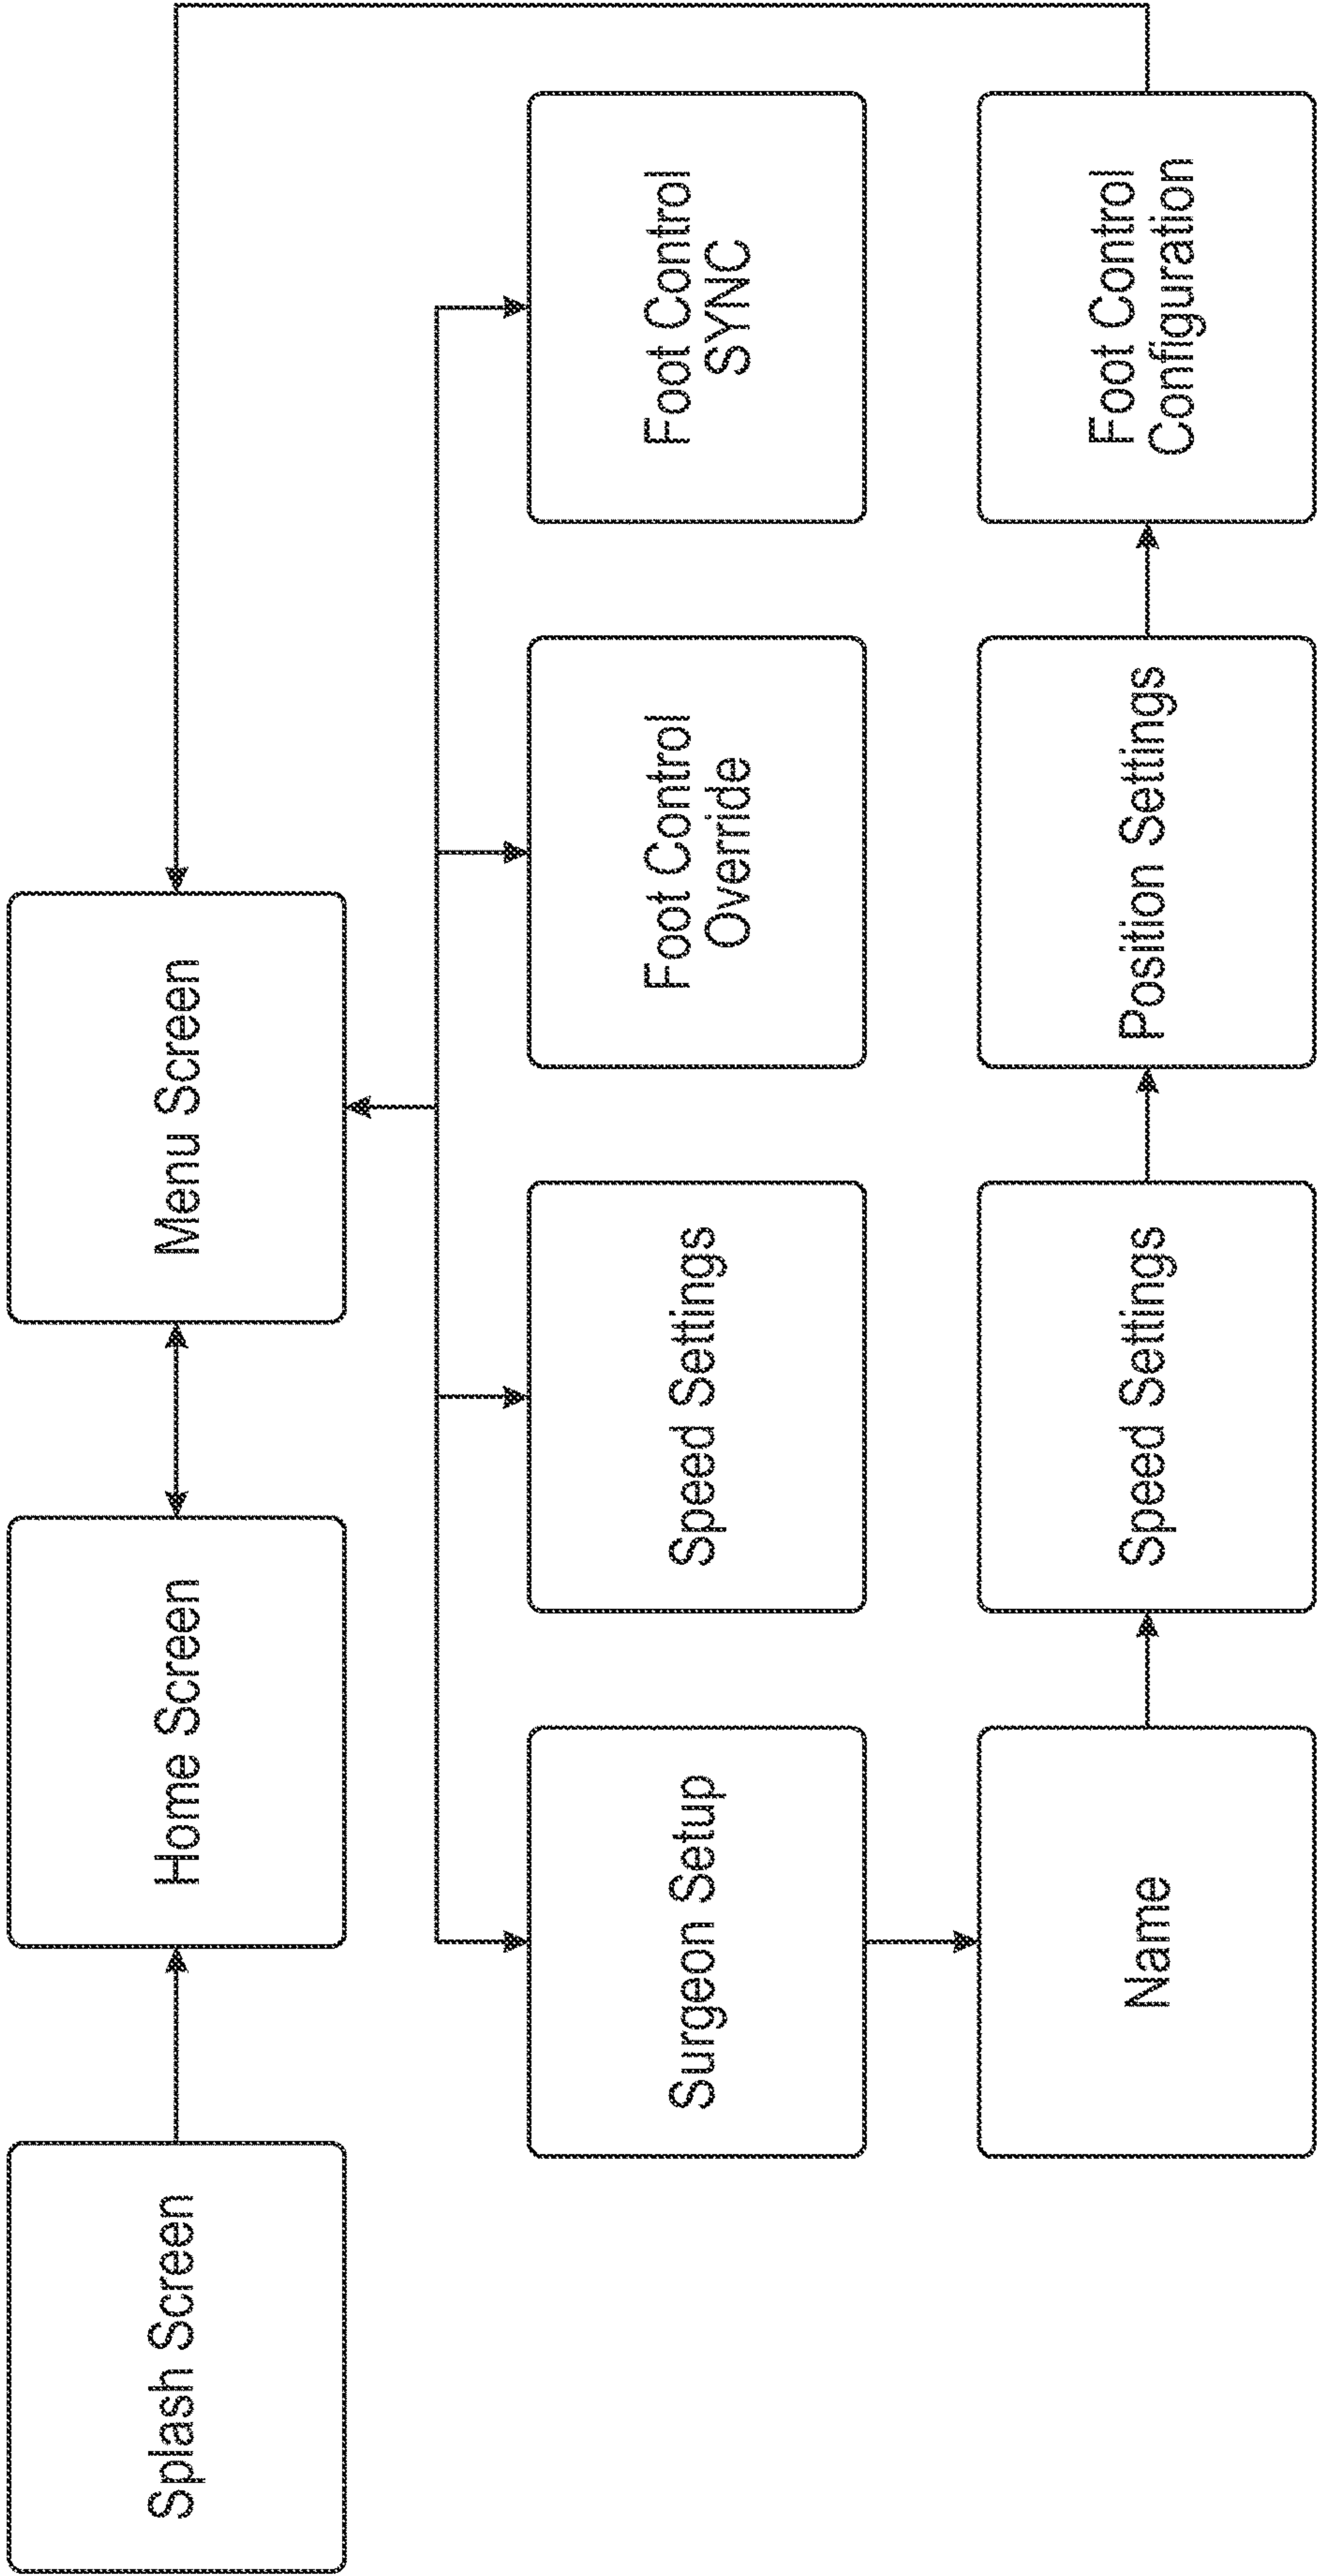 Splash Screen
Home Screen
Menu Screen
Surgeon Setup
Speed Settings
Foot Control
Override
Foot Control
SYNC
Name
Speed Settings
Position Settings
Foot Control
Configuration